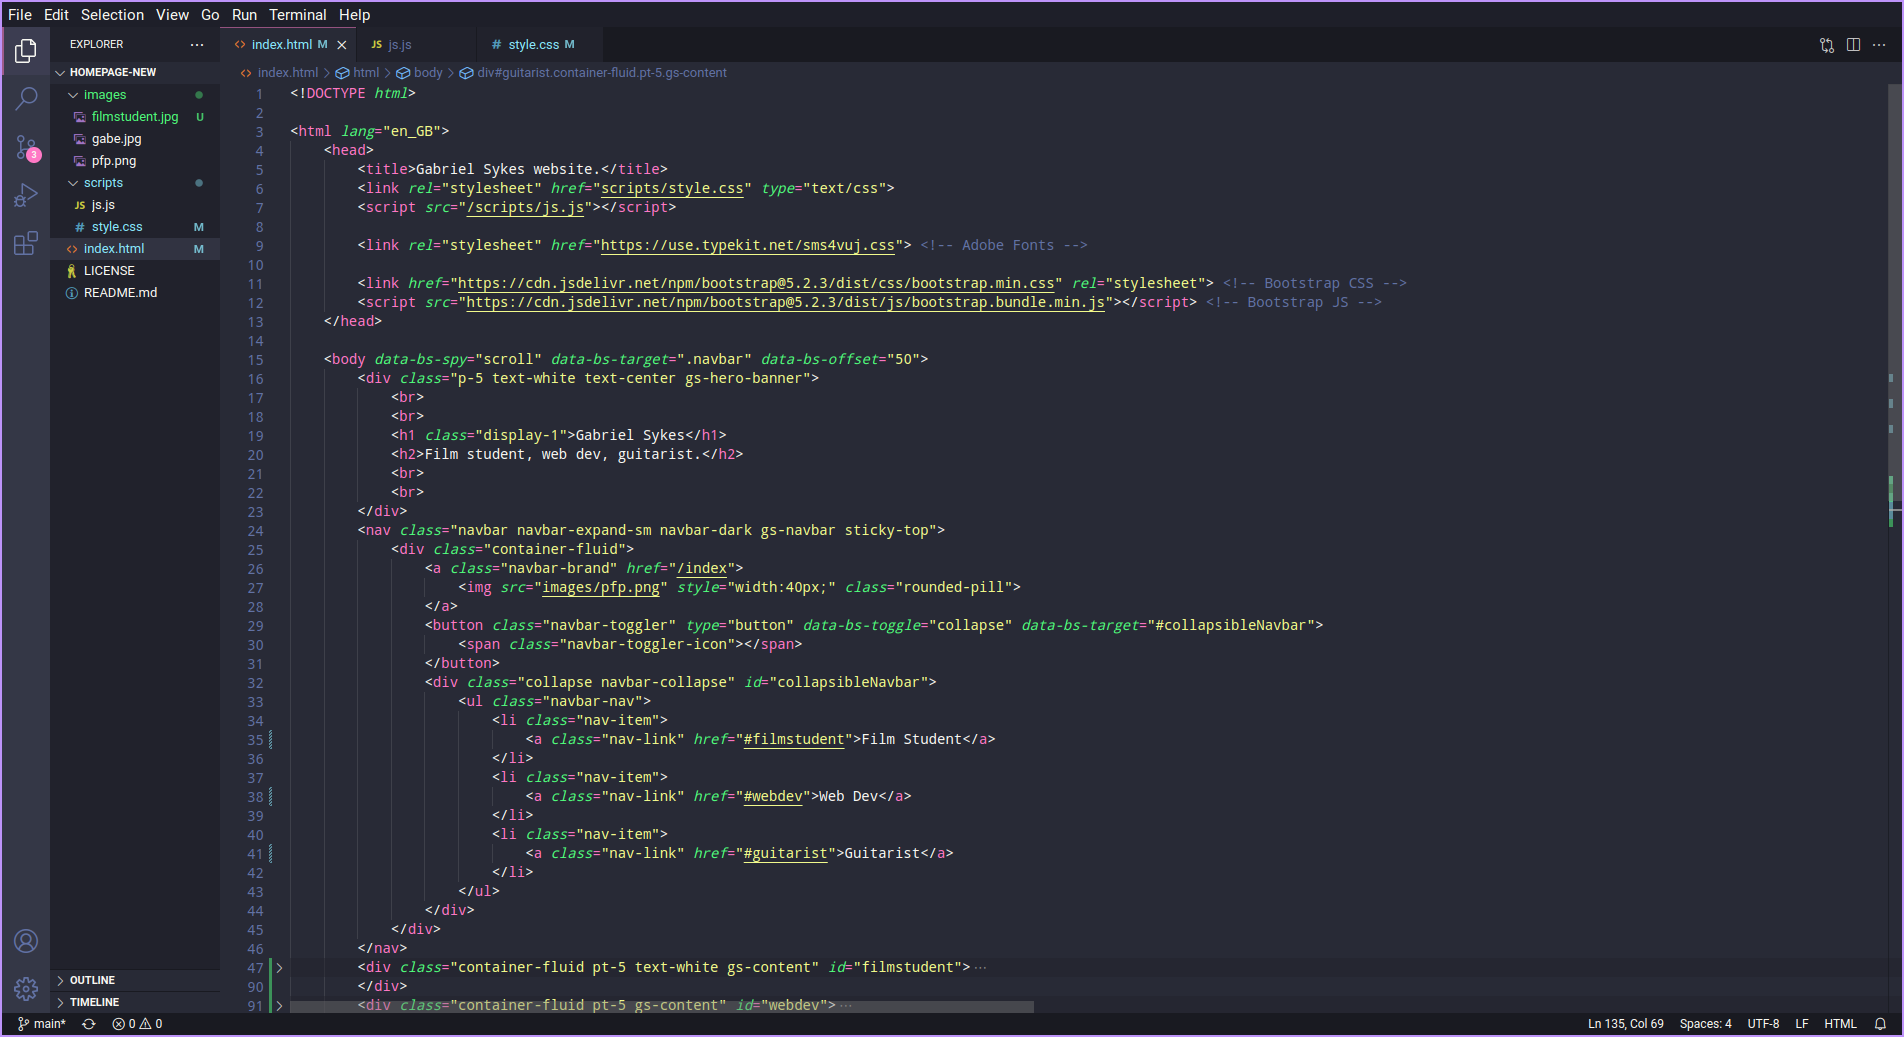 File Edit Selection View Go Run Terminal Help
EXPLORER ···
HOMEPAGE-NEW
images
filmstudent.jpg U
gabe.jpg
pfp.png
scripts
JS js.js
# style.css M
<> index.html M
LICENSE
README.md
3
OUTLINE
TIMELINE
<> index.html M JS js.js # style.css M
<> index.html > html > body > div#guitarist.container-fluid.pt-5.gs-content
1 <!DOCTYPE html>
2
3 <html lang="en_GB">
4 <head>
5 <title>Gabriel Sykes website.</title>
6 <link rel="stylesheet" href="scripts/style.css" type="text/css">
7 <script src="/scripts/js.js"></script>
8
9 <link rel="stylesheet" href="https://use.typekit.net/sms4vuj.css"> <!-- Adobe Fonts -->
10
11 <link href="https://cdn.jsdelivr.net/npm/bootstrap@5.2.3/dist/css/bootstrap.min.css" rel="stylesheet"> <!-- Bootstrap CSS -->
12 <script src="https://cdn.jsdelivr.net/npm/bootstrap@5.2.3/dist/js/bootstrap.bundle.min.js"></script> <!-- Bootstrap JS -->
13 </head>
14
15 <body data-bs-spy="scroll" data-bs-target=".navbar" data-bs-offset="50">
16 <div class="p-5 text-white text-center gs-hero-banner">
17 <br>
18 <br>
19 <h1 class="display-1">Gabriel Sykes</h1>
20 <h2>Film student, web dev, guitarist.</h2>
21 <br>
22 <br>
23 </div>
24 <nav class="navbar navbar-expand-sm navbar-dark gs-navbar sticky-top">
25 <div class="container-fluid">
26 <a class="navbar-brand" href="/index">
27 <img src="images/pfp.png" style="width:40px;" class="rounded-pill">
28 </a>
29 <button class="navbar-toggler" type="button" data-bs-toggle="collapse" data-bs-target="#collapsibleNavbar">
30 <span class="navbar-toggler-icon"></span>
31 </button>
32 <div class="collapse navbar-collapse" id="collapsibleNavbar">
33 <ul class="navbar-nav">
34 <li class="nav-item">
35 <a class="nav-link" href="#filmstudent">Film Student</a>
36 </li>
37 <li class="nav-item">
38 <a class="nav-link" href="#webdev">Web Dev</a>
39 </li>
40 <li class="nav-item">
41 <a class="nav-link" href="#guitarist">Guitarist</a>
42 </li>
43 </ul>
44 </div>
45 </div>
46 </nav>
47 <div class="container-fluid pt-5 text-white gs-content" id="filmstudent">···
90 </div>
91 <div class="container-fluid pt-5 gs-content" id="webdev">···
main* 0 0 Ln 135, Col 69 Spaces: 4 UTF-8 LF HTML